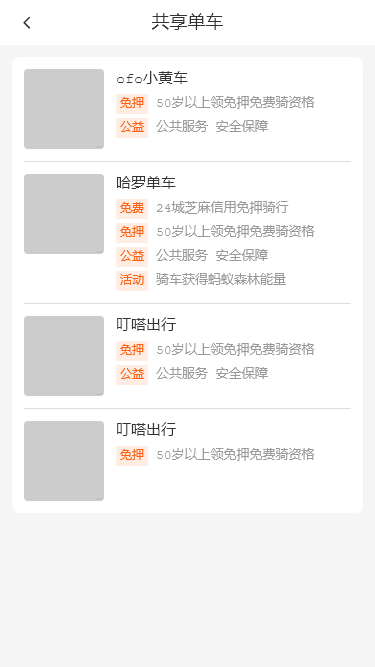 共享单车
ofo小黄车
免押 50岁以上领免押免费骑资格
公益 公共服务 安全保障
哈罗单车
免费 24城芝麻信用免押骑行
免押 50岁以上领免押免费骑资格
公益 公共服务 安全保障
活动 骑车获得蚂蚁森林能量
叮嗒出行
免押 50岁以上领免押免费骑资格
公益 公共服务 安全保障
叮嗒出行
免押 50岁以上领免押免费骑资格